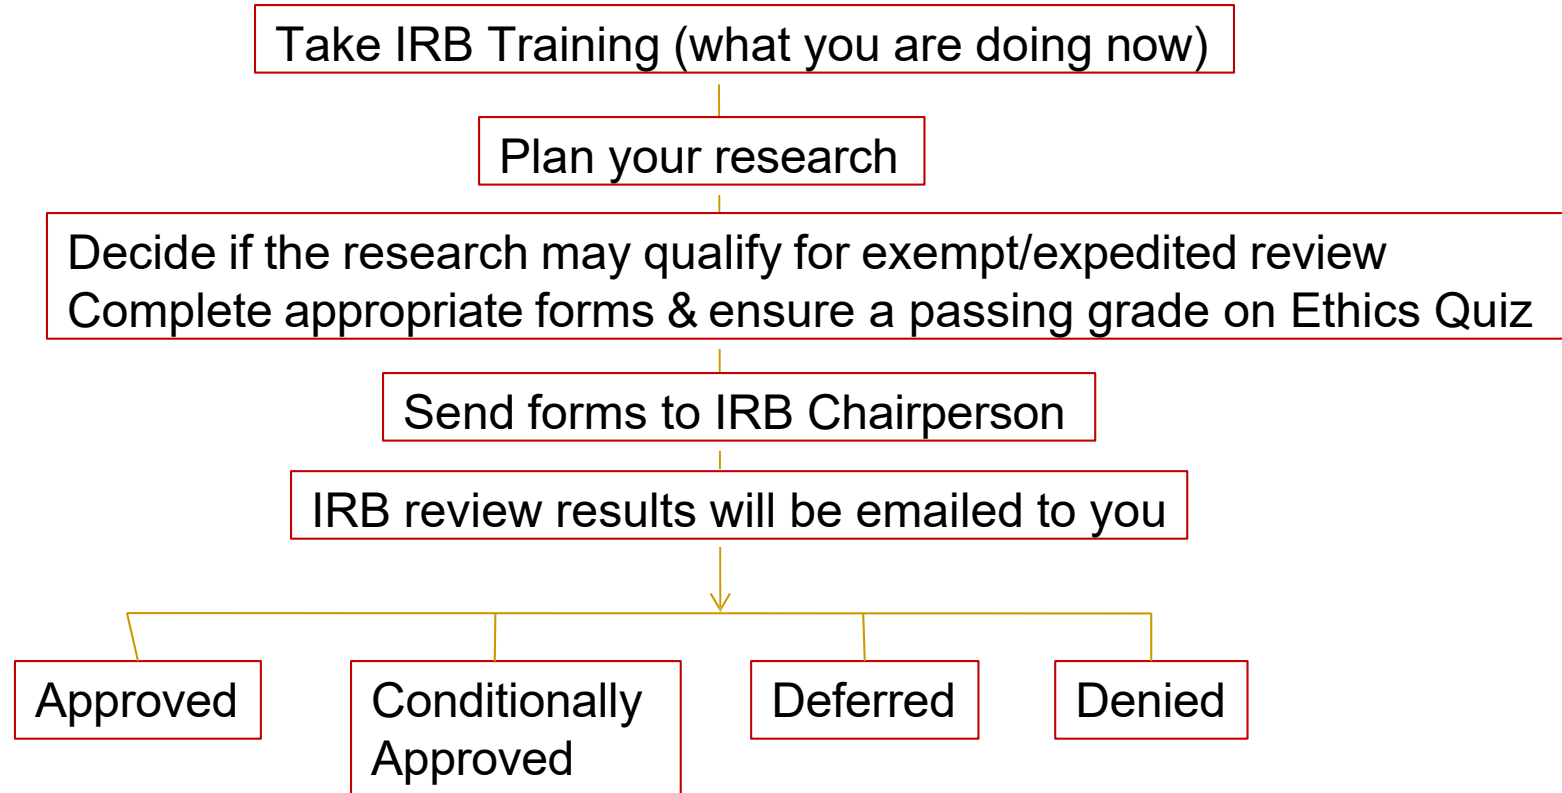 Take IRB Training (what you are doing now)
Plan your research
Decide if the research may qualify for exempt/expedited review
Complete appropriate forms & ensure a passing grade on Ethics Quiz
Send forms to IRB Chairperson
IRB review results will be emailed to you
Approved
Conditionally
Approved
Deferred
Denied